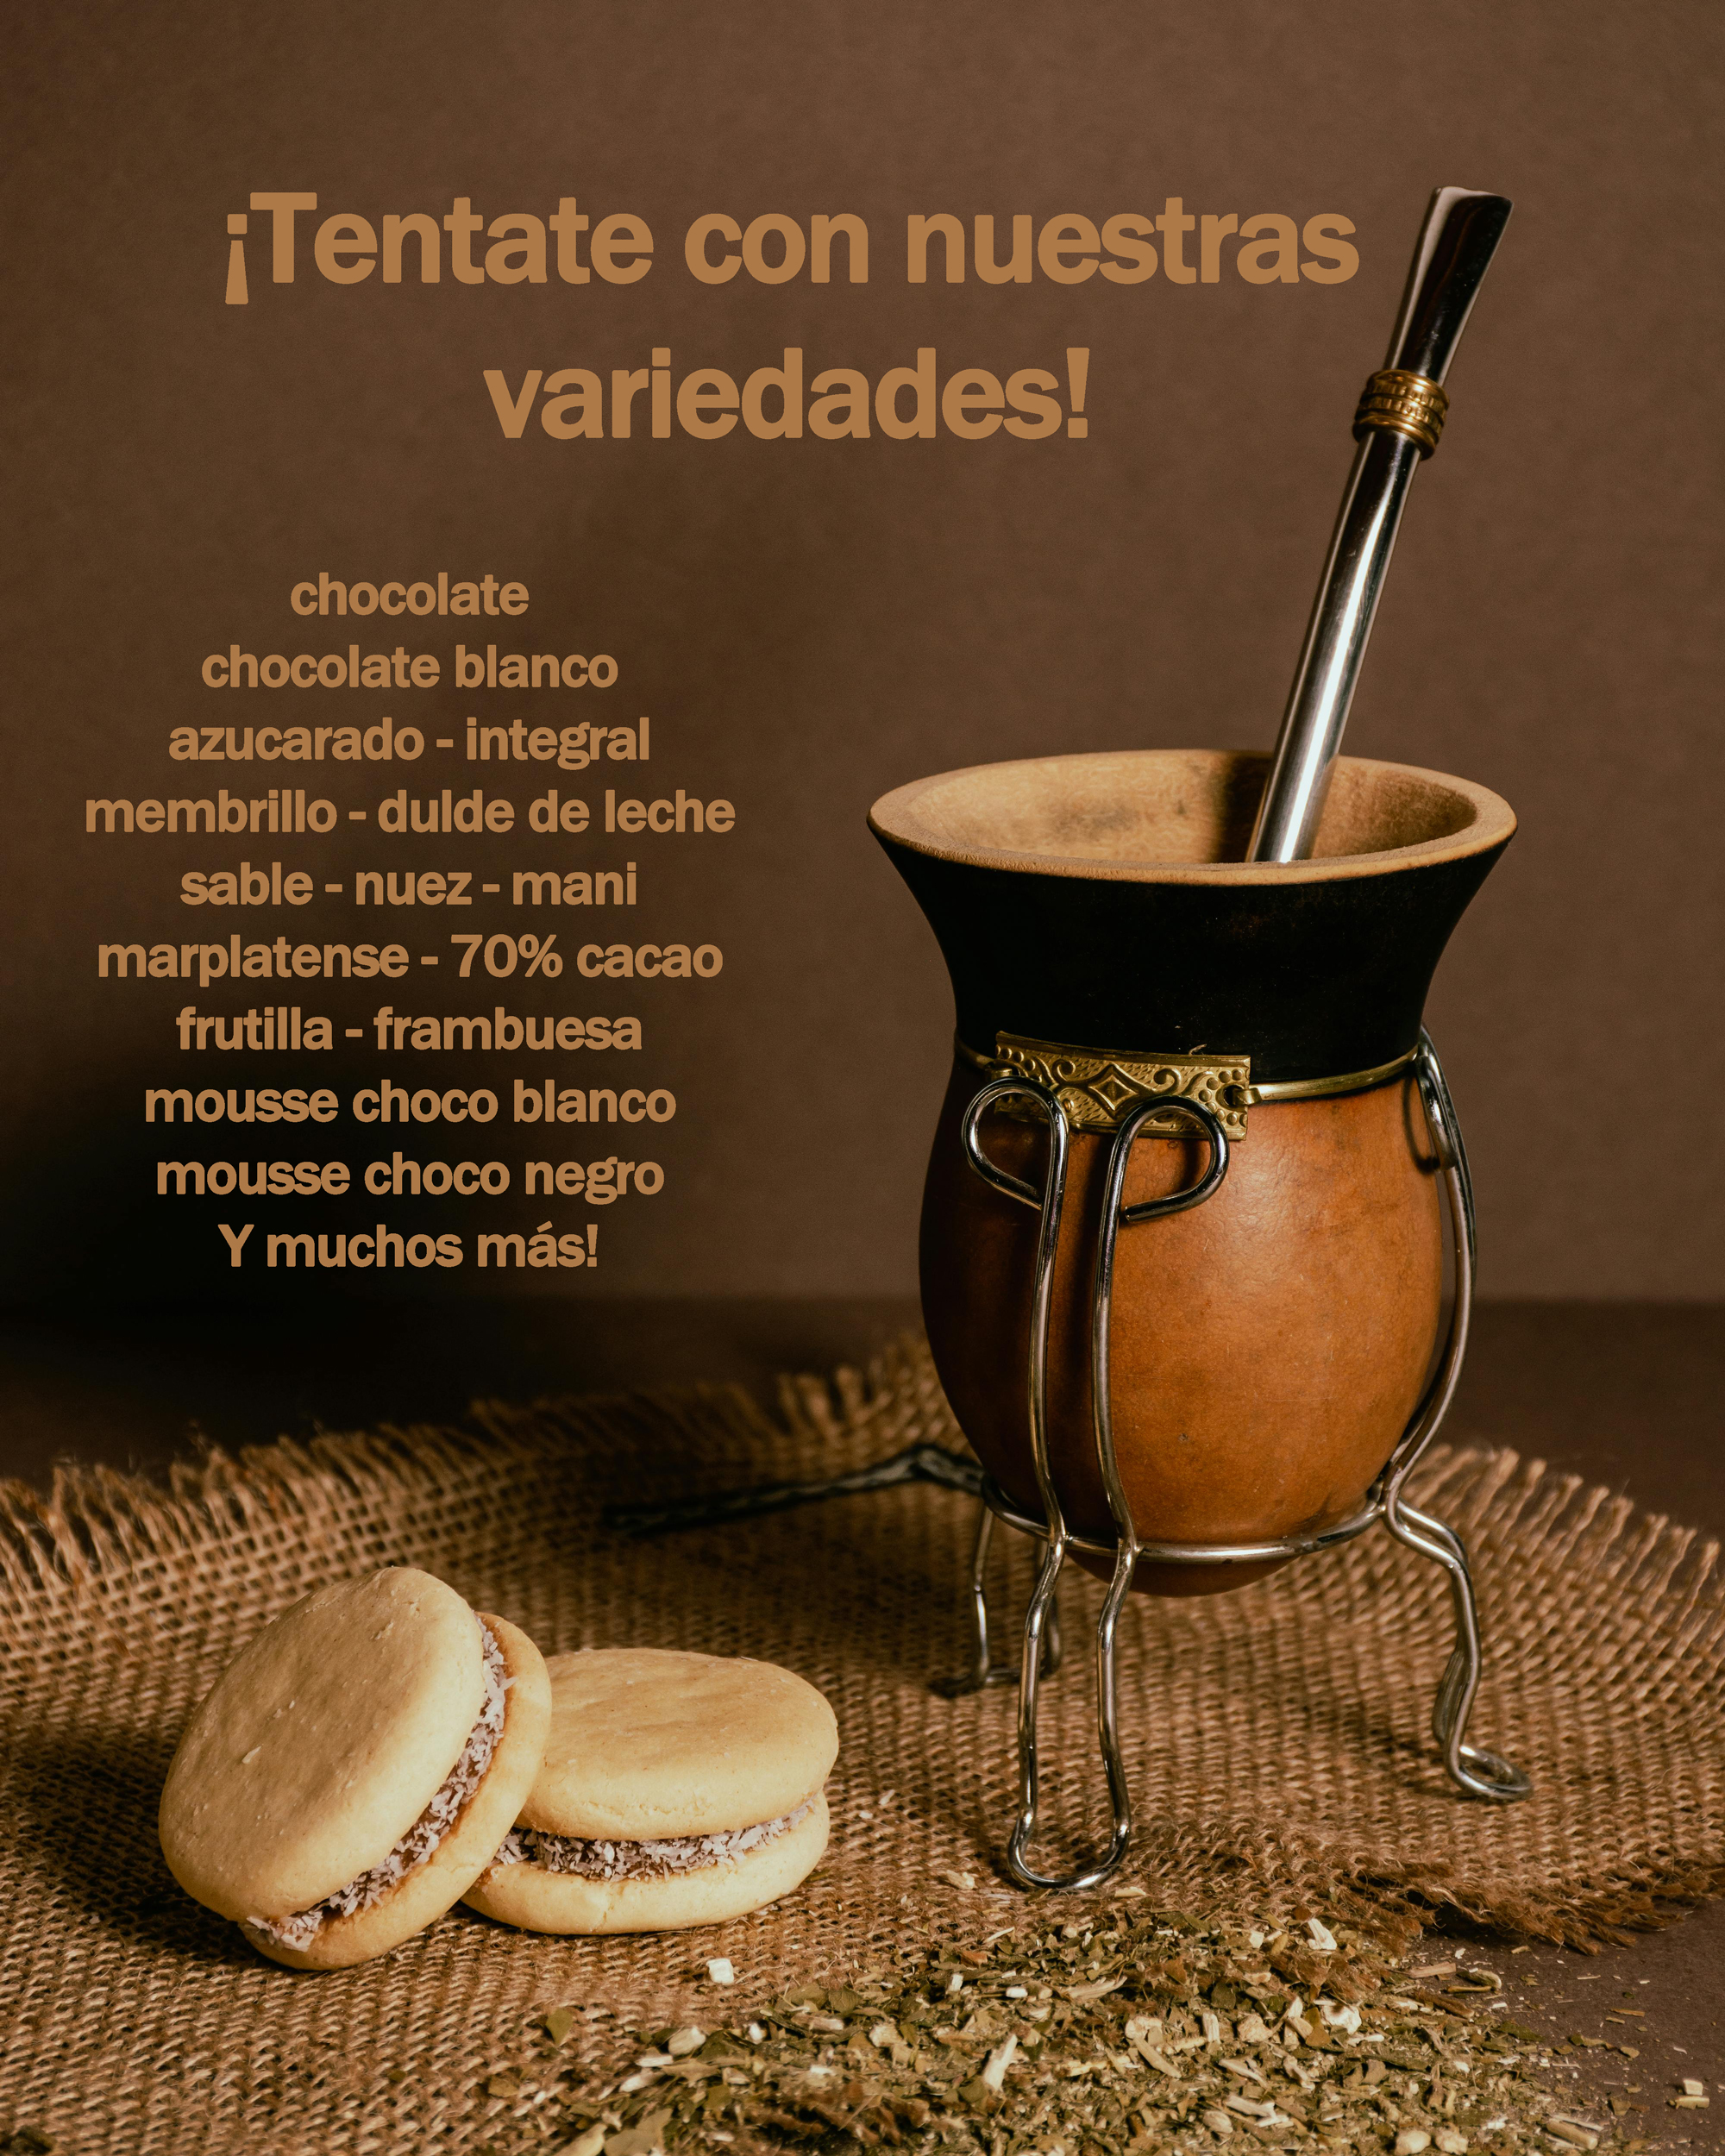 ¡Tentate con nuestras
variedades!
chocolate
chocolate blanco
azucarado - integral
membrillo - dulde de leche
sable - nuez - mani
marplatense - 70% cacao
frutilla - frambuesa
mousse choco blanco
mousse choco negro
Y muchos más!